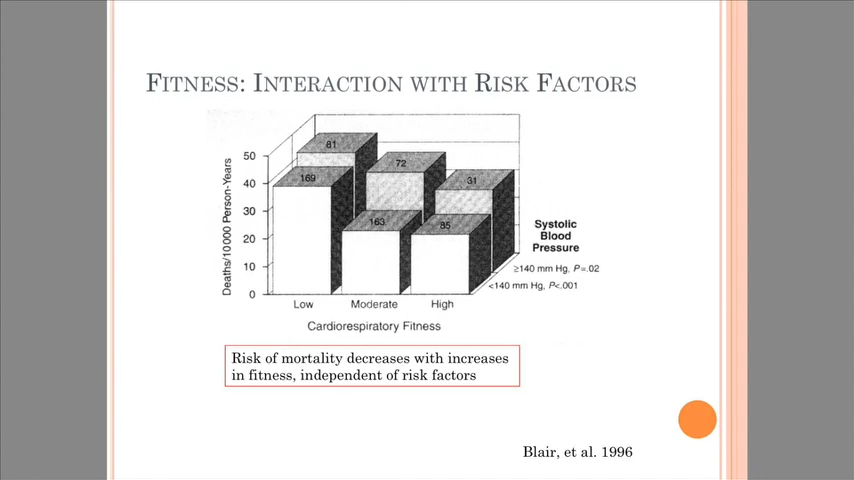 FITNESS: INTERACTION WITH RISK FACTORS
81
72
31
169
163
85
50
40
30
20
10
0
Deaths/10000 Person-Years
Low Moderate High
Cardiorespiratory Fitness
Systolic
Blood
Pressure
≥140 mm Hg, P=.02
<140 mm Hg, P<.001
Risk of mortality decreases with increases
in fitness, independent of risk factors
Blair, et al. 1996